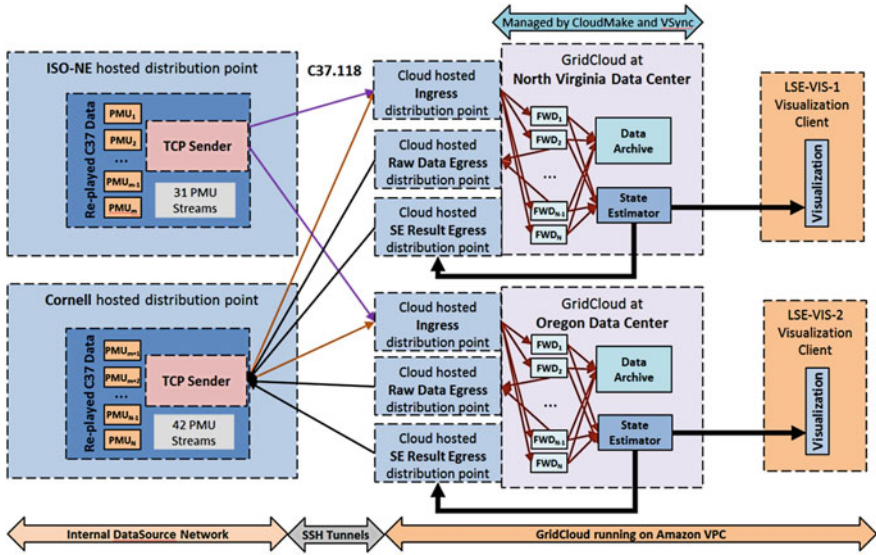 Managed by CloudMake and VSync
ISO-NE hosted distribution point
Re-played C37 Data
PMU1
PMU2
...
PMUm-1
PMUm
TCP Sender
31 PMU
Streams
C37.118
Cloud hosted
Ingress
distribution point
Cloud hosted
Raw Data Egress
distribution point
Cloud hosted
SE Result Egress
distribution point
GridCloud at
North Virginia Data Center
FWD1
FWD2
...
FWDN-1
FWDN
Data
Archive
State
Estimator
LSE-VIS-1
Visualization
Client
Visualization
Cornell hosted distribution point
Re-played C37 Data
PMUm+1
PMUm+2
...
PMUN-1
PMUN
TCP Sender
42 PMU
Streams
Cloud hosted
Ingress
distribution point
Cloud hosted
Raw Data Egress
distribution point
Cloud hosted
SE Result Egress
distribution point
GridCloud at
Oregon Data Center
FWD1
FWD2
...
FWDN-1
FWDN
Data
Archive
State
Estimator
LSE-VIS-2
Visualization
Client
Visualization
Internal DataSource Network
SSH Tunnels
GridCloud running on Amazon VPC